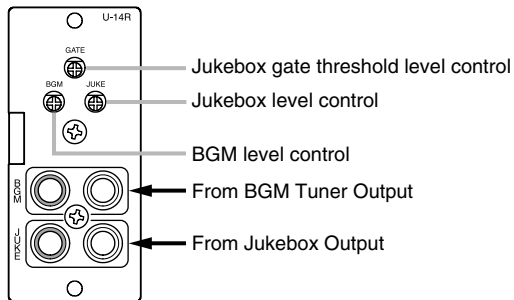 U-14R
GATE
Jukebox gate threshold level control
BGM JUKE
Jukebox level control
BGM level control
BGM
From BGM Tuner Output
JUKE
From Jukebox Output